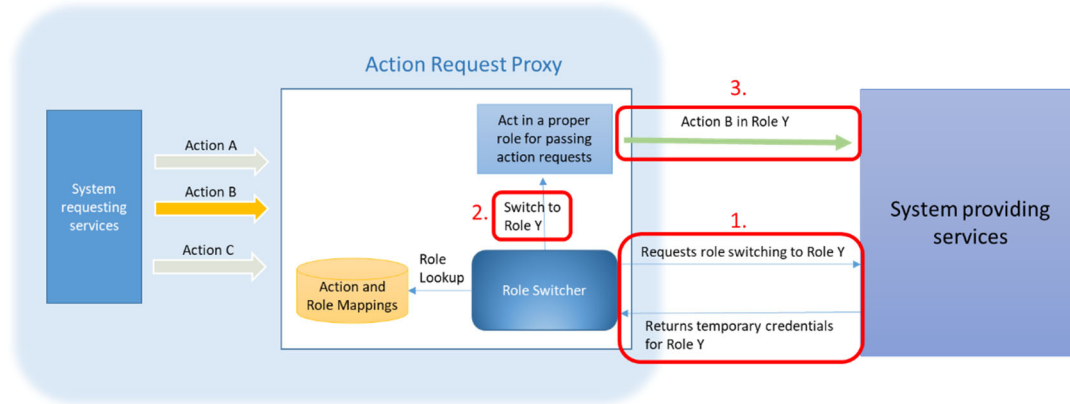 Action Request Proxy
3.
Action A
Action B
Action C
System
requesting
services
Act in a proper
role for passing
action requests
Action B in Role Y
2.
Switch to
Role Y
1.
Requests role switching to Role Y
Role
Lookup
Action and
Role Mappings
Role Switcher
Returns temporary credentials
for Role Y
System providing
services